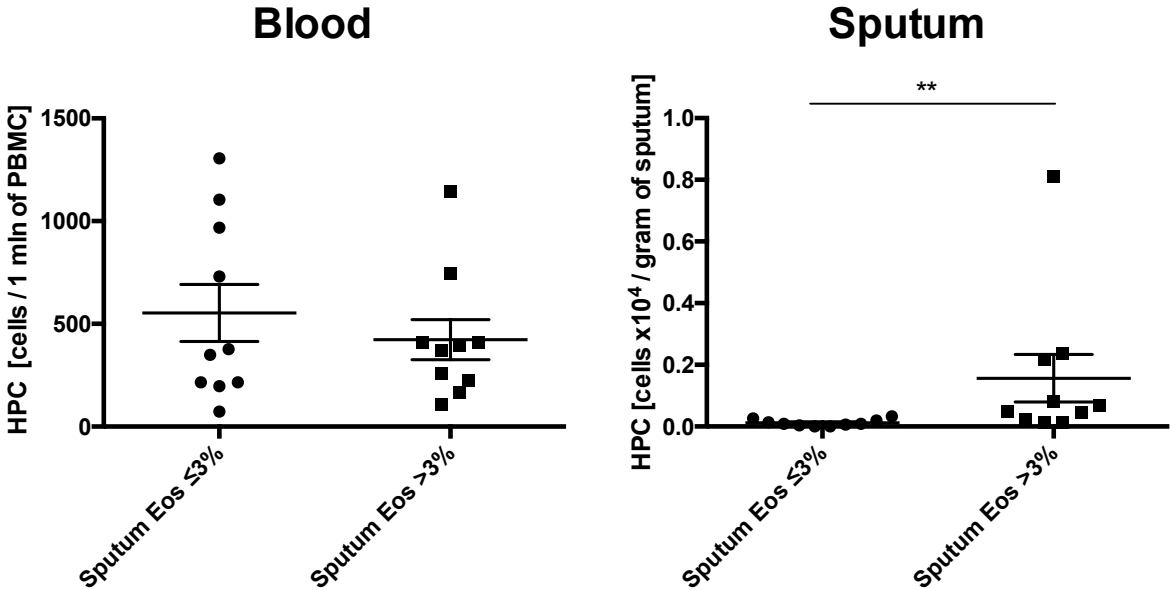 Blood
HPC [cells / 1 mln of PBMC]
1500
1000
500
0
Sputum Eos ≤3%
Sputum Eos >3%
Sputum
HPC [cells x10⁴ / gram of sputum]
**
1.0
0.8
0.6
0.4
0.2
0.0
Sputum Eos ≤3%
Sputum Eos >3%